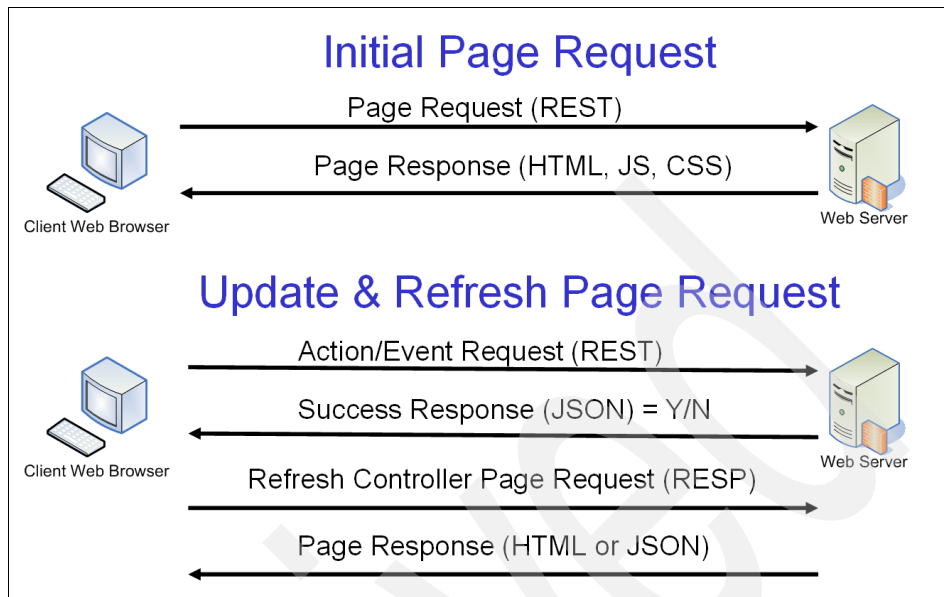 Initial Page Request
Page Request (REST)
Page Response (HTML, JS, CSS)
Client Web Browser
Web Server
Update & Refresh Page Request
Action/Event Request (REST)
Success Response (JSON) = Y/N
Client Web Browser
Web Server
Refresh Controller Page Request (RESP)
Page Response (HTML or JSON)